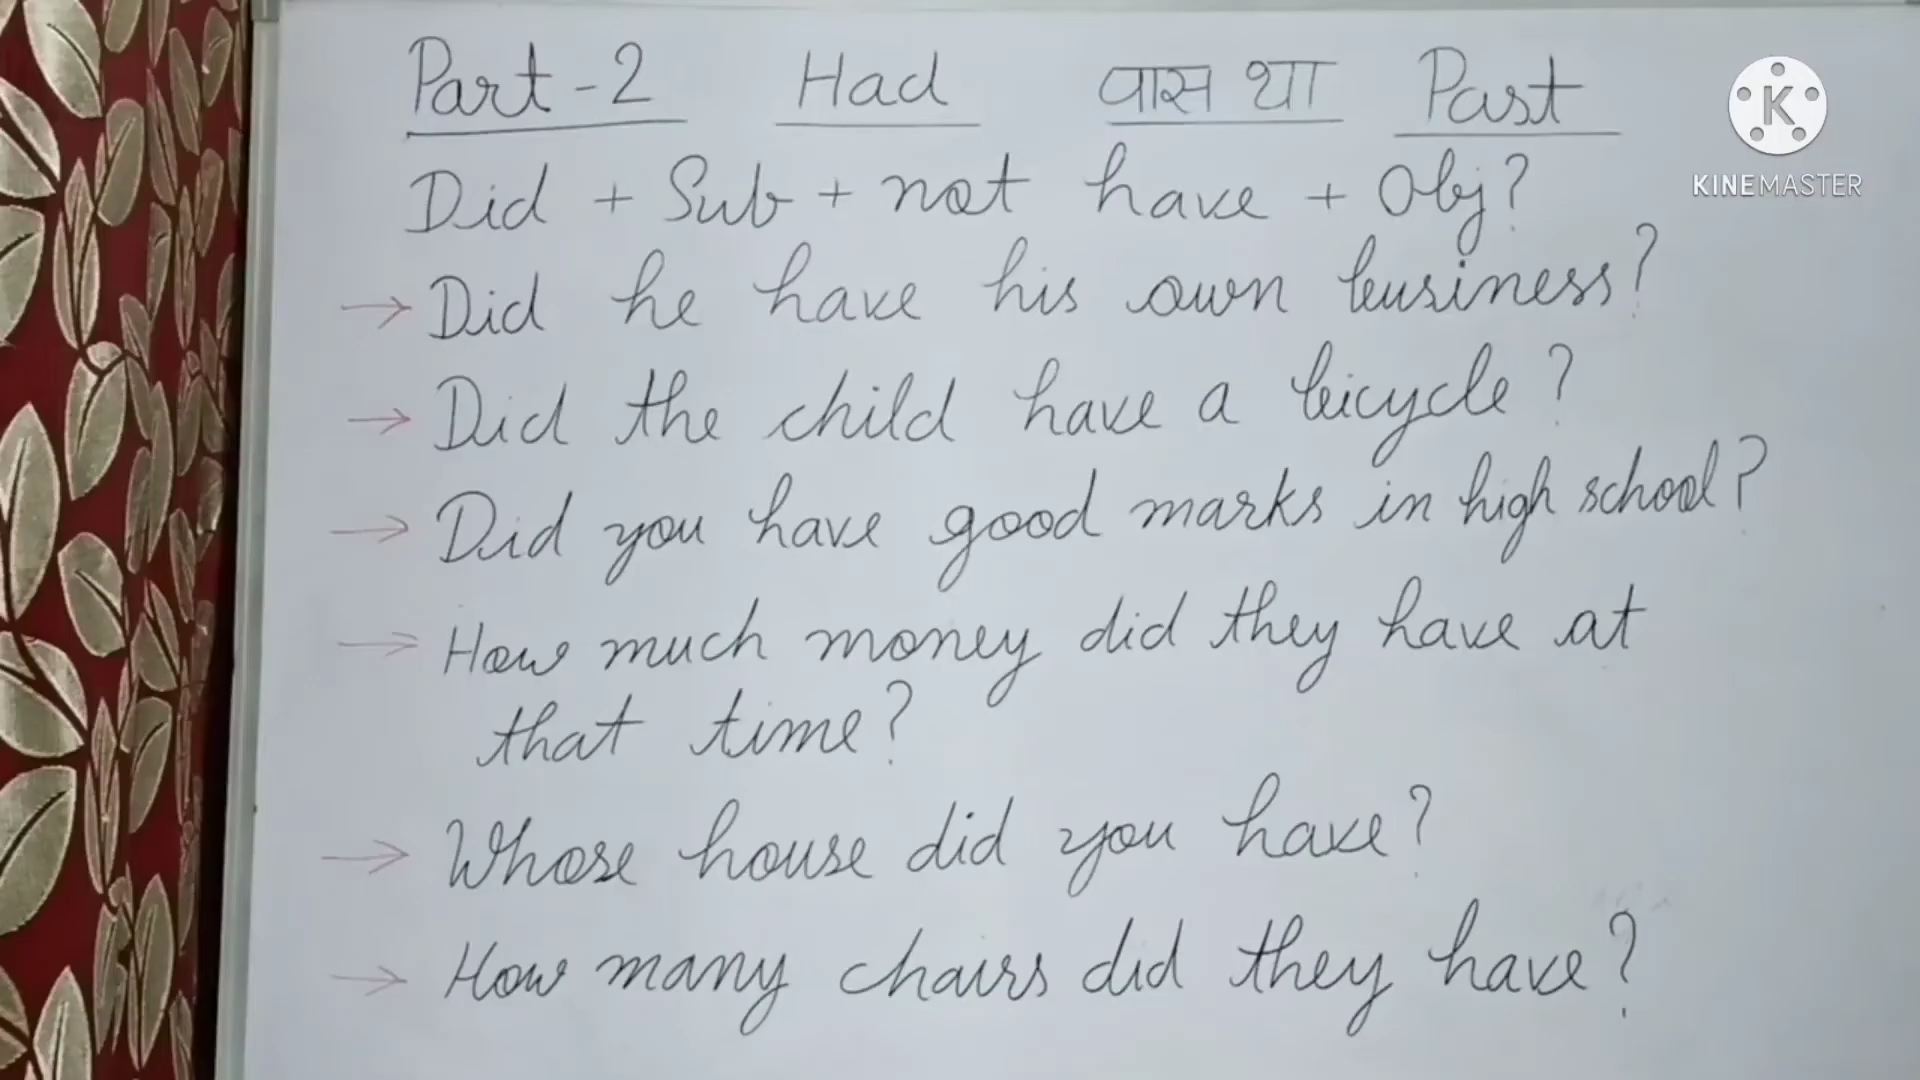 Part-2 Had पास था Past
Did + Sub + not have + Obj?
→ Did he have his own business?
→ Did the child have a bicycle?
→ Did you have good marks in high school?
→ How much money did they have at
that time?
→ Whose house did you have?
→ How many chairs did they have?
K
KINEMASTER